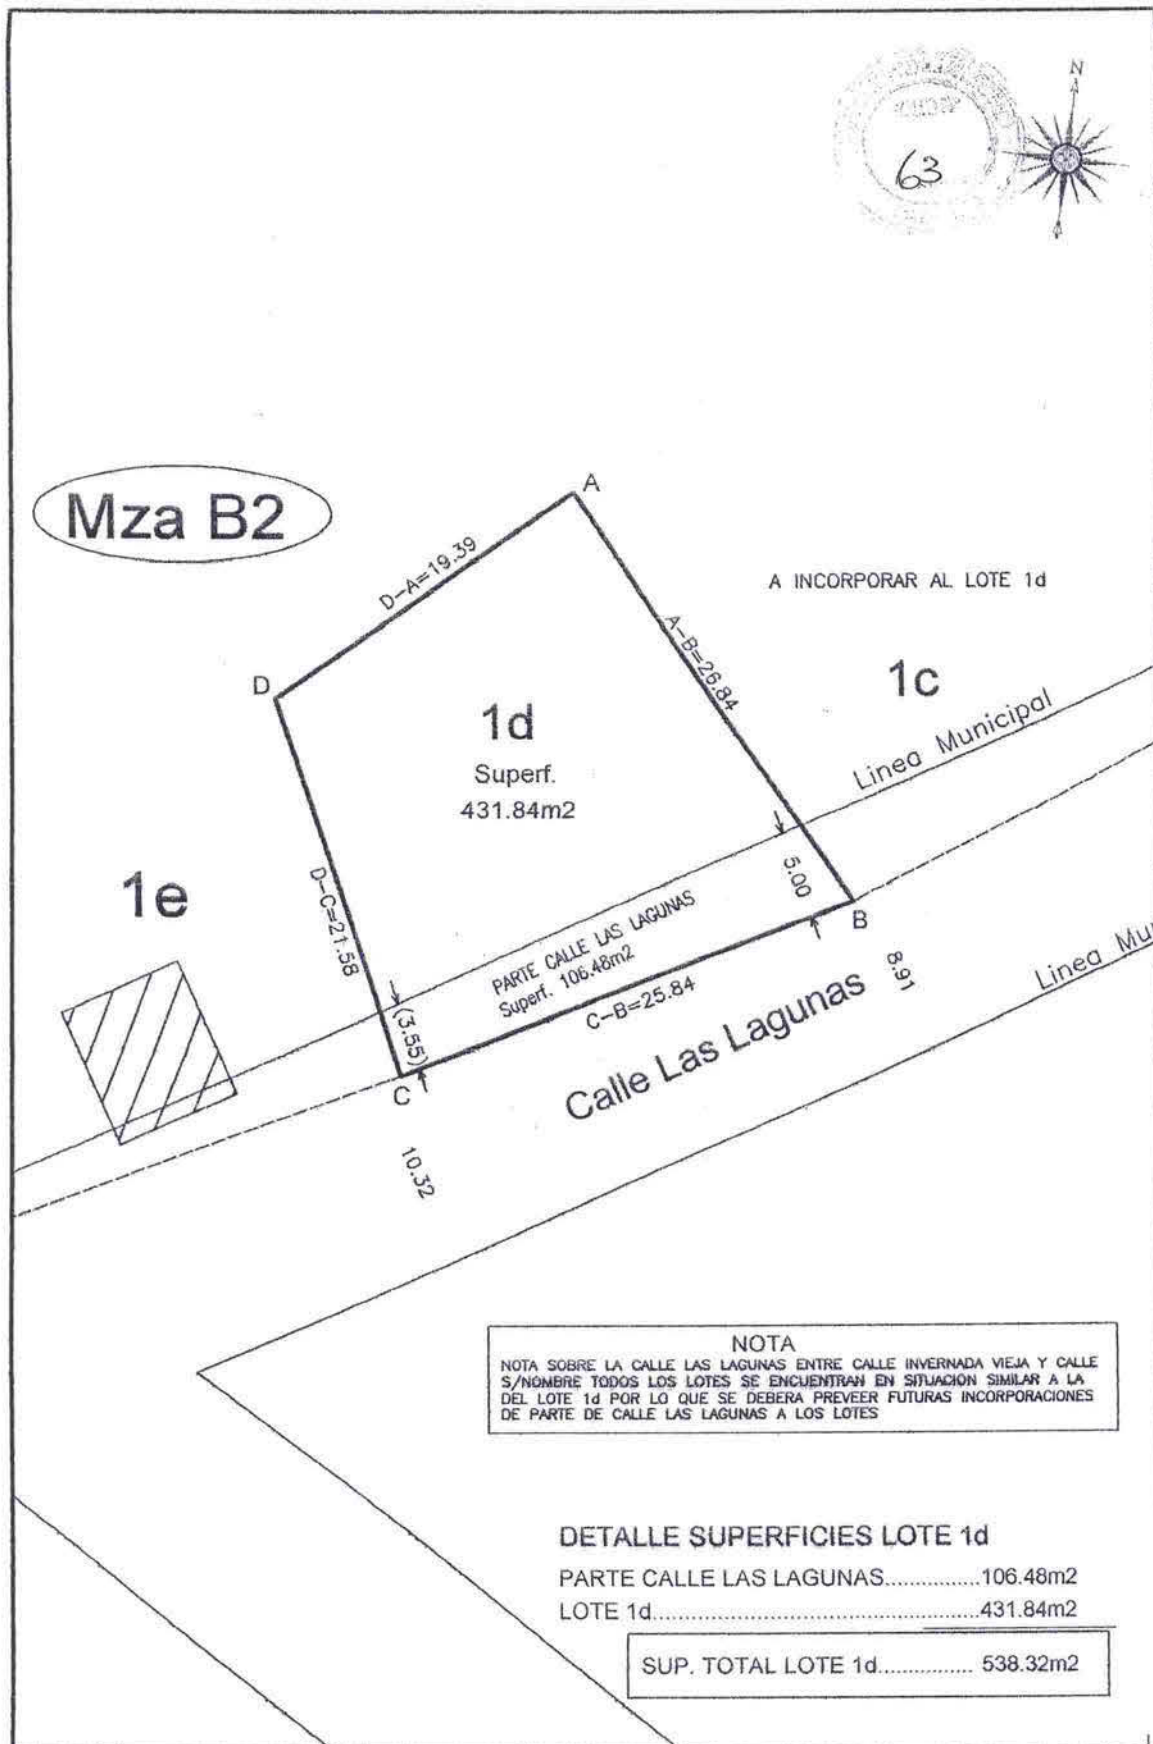 N
63
Mza B2
A
D-A=19.39
A INCORPORAR AL LOTE 1d
A-B=26.84
D
1c
1d
Linea Municipal
Superf.
431.84m2
5.00
1e
D-C=21.58
PARTE CALLE LAS LAGUNAS
Superf. 106.48m2
B
8.91
Linea Mu
C-B=25.84
(3.55)
Calle Las Lagunas
C
10.32
NOTA
NOTA SOBRE LA CALLE LAS LAGUNAS ENTRE CALLE INVERNADA VIEJA Y CALLE
S/NOMBRE TODOS LOS LOTES SE ENCUENTRAN EN SITUACION SIMILAR A LA
DEL LOTE 1d POR LO QUE SE DEBERA PREVEER FUTURAS INCORPORACIONES
DE PARTE DE CALLE LAS LAGUNAS A LOS LOTES
DETALLE SUPERFICIES LOTE 1d
PARTE CALLE LAS LAGUNAS...............106.48m2
LOTE 1d....................................................431.84m2
SUP. TOTAL LOTE 1d............... 538.32m2